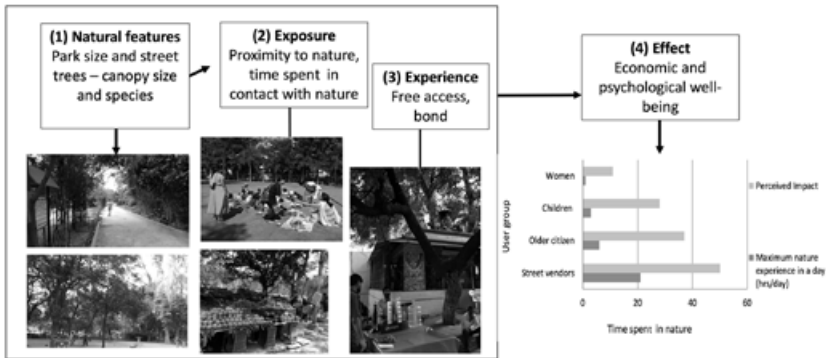 (1) Natural features
Park size and street
trees – canopy size
and species
(2) Exposure
Proximity to nature,
time spent in
contact with nature
(3) Experience
Free access,
bond
(4) Effect
Economic and
psychological well-
being
Women
Children
Older citizen
Street vendors
User group
0
20
40
60
Time spent in nature
Perceived Impact
Maximum nature
experience in a day
(hrs/day)